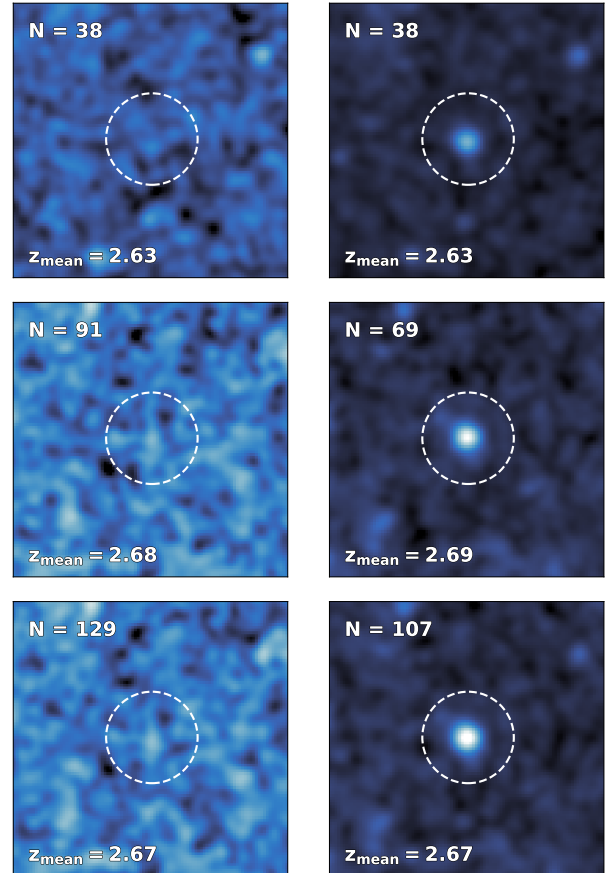 N = 38
N = 38
z_mean = 2.63
z_mean = 2.63
N = 91
N = 69
z_mean = 2.68
z_mean = 2.69
N = 129
N = 107
z_mean = 2.67
z_mean = 2.67